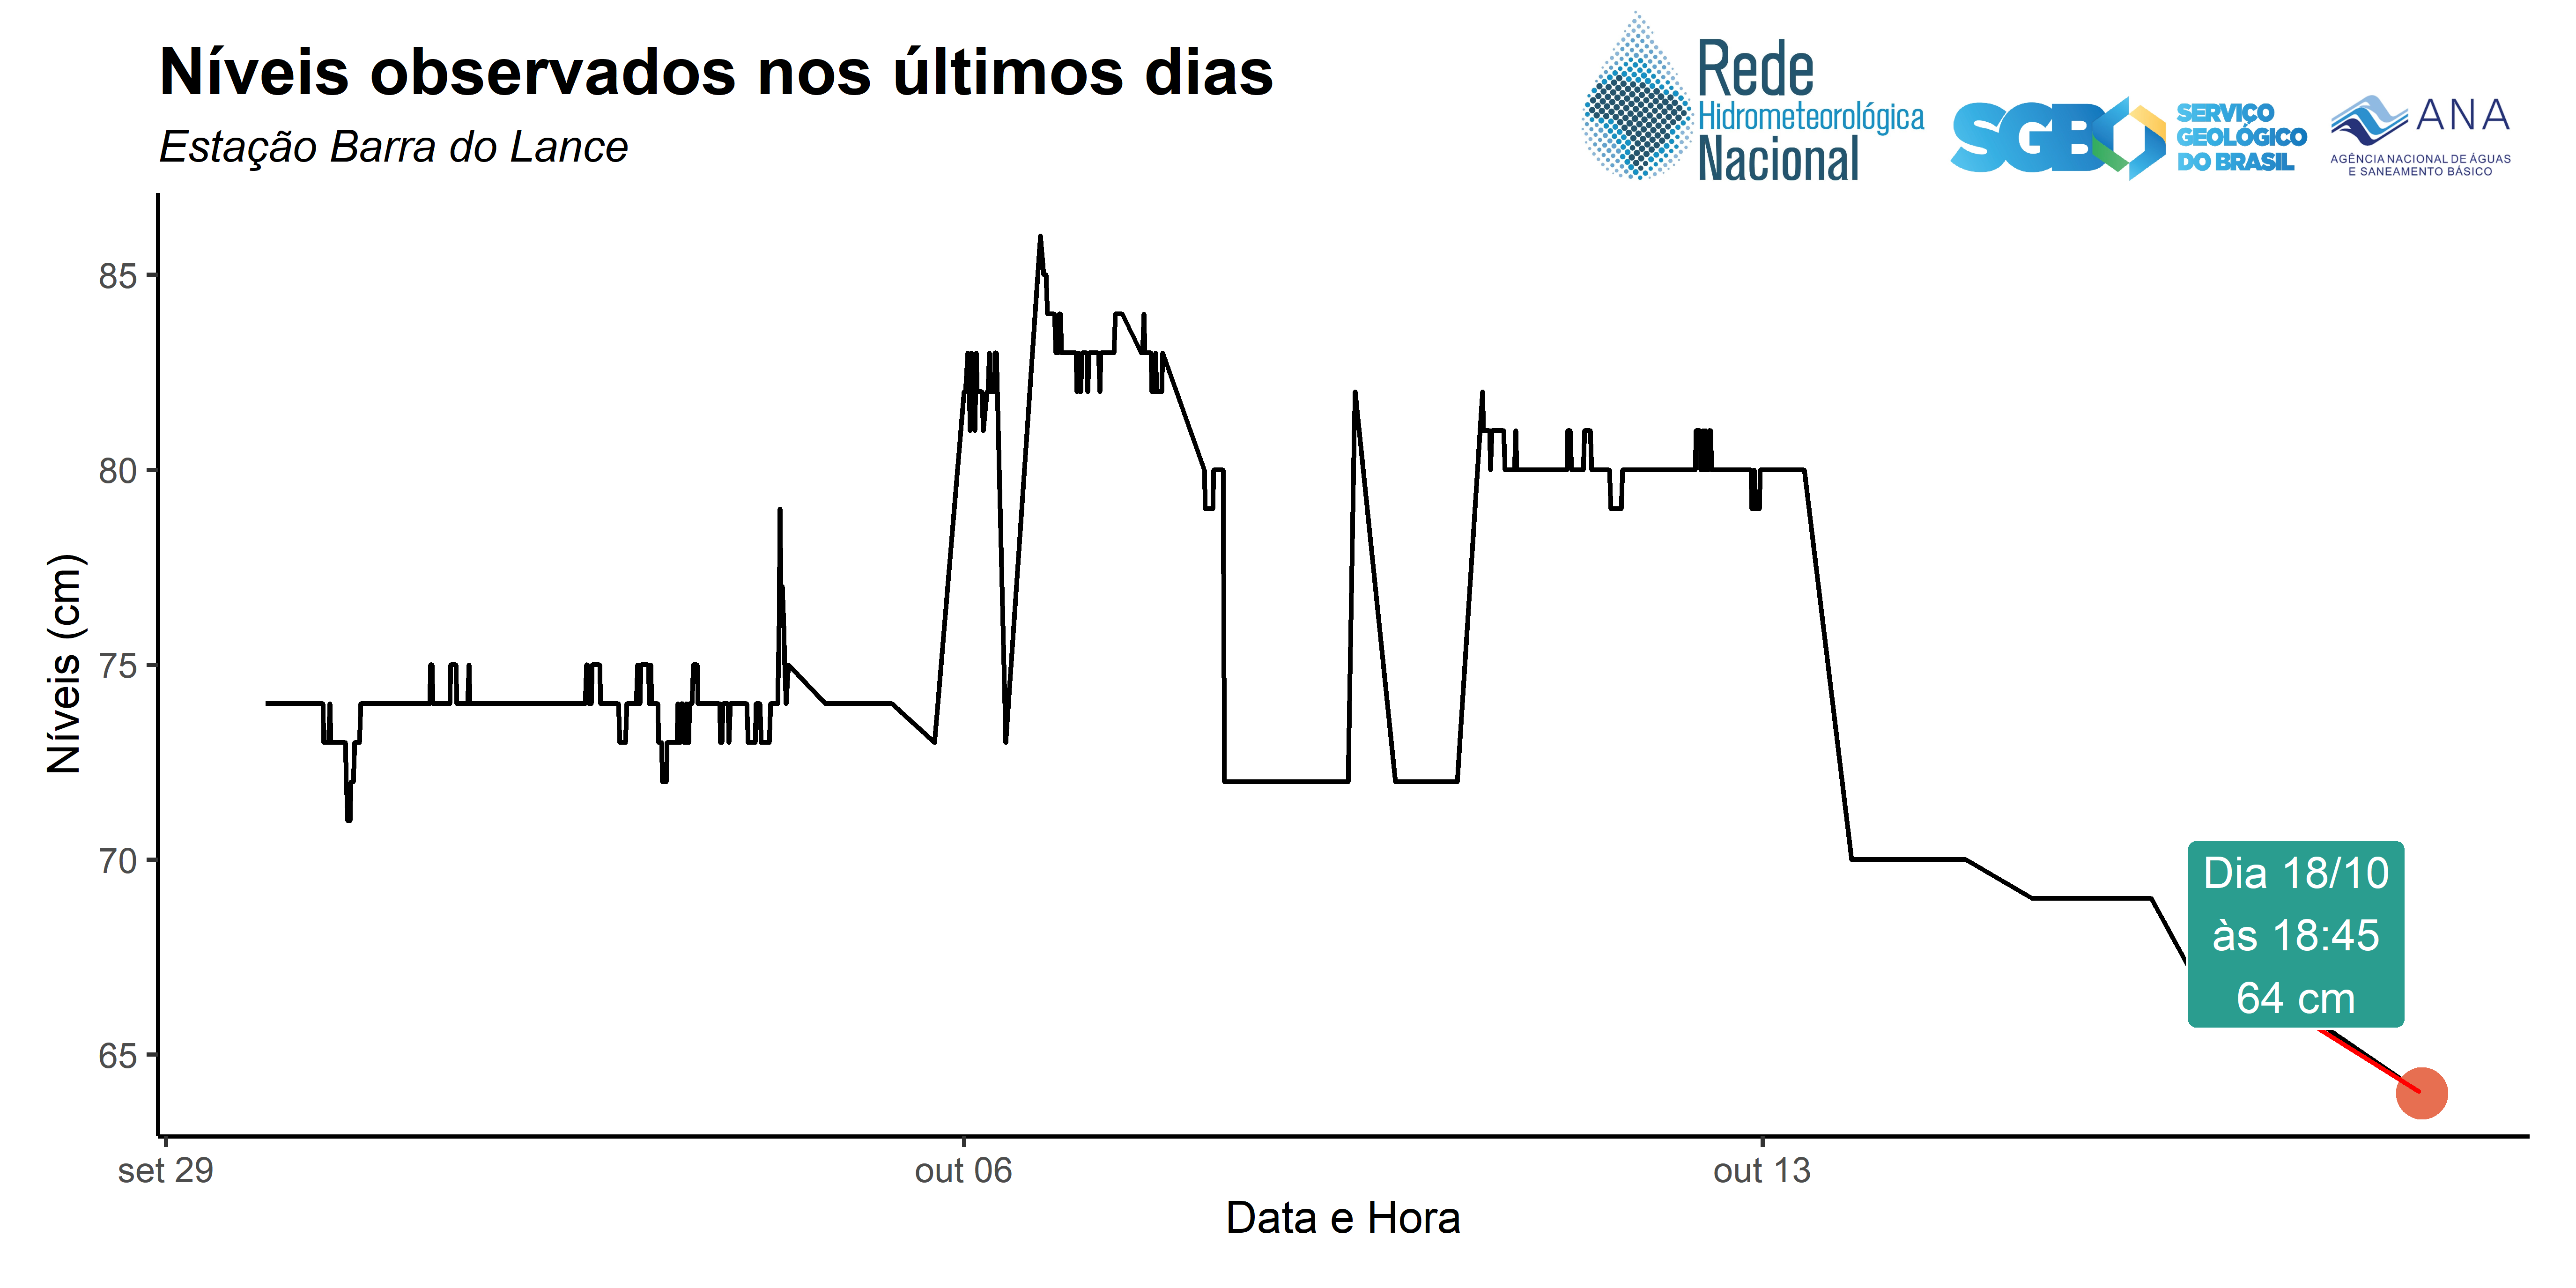 Níveis observados nos últimos dias
Estação Barra do Lance
Rede
Hidrometeorológica
Nacional
SGB
SERVIÇO
GEOLÓGICO
DO BRASIL
ANA
AGÊNCIA NACIONAL DE ÁGUAS
E SANEAMENTO BÁSICO
Níveis (cm)
85
80
75
70
65
Dia 18/10
às 18:45
64 cm
set 29
out 06
out 13
Data e Hora